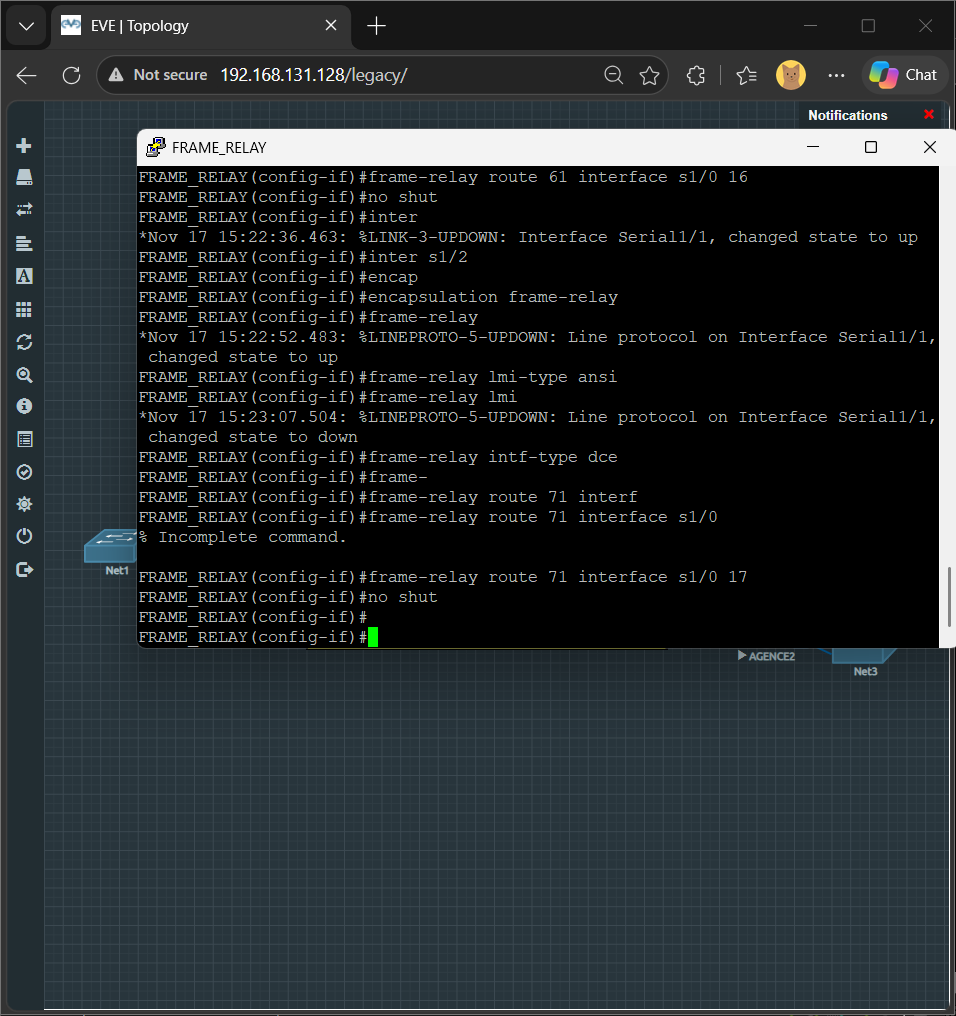 EVE | Topology
Not secure 192.168.131.128/legacy/
Chat
Notifications
FRAME_RELAY
FRAME_RELAY(config-if)#frame-relay route 61 interface s1/0 16
FRAME_RELAY(config-if)#no shut
FRAME_RELAY(config-if)#inter
*Nov 17 15:22:36.463: %LINK-3-UPDOWN: Interface Serial1/1, changed state to up
FRAME_RELAY(config-if)#inter s1/2
FRAME_RELAY(config-if)#encap
FRAME_RELAY(config-if)#encapsulation frame-relay
FRAME_RELAY(config-if)#frame-relay
*Nov 17 15:22:52.483: %LINEPROTO-5-UPDOWN: Line protocol on Interface Serial1/1,
changed state to up
FRAME_RELAY(config-if)#frame-relay lmi-type ansi
FRAME_RELAY(config-if)#frame-relay lmi
*Nov 17 15:23:07.504: %LINEPROTO-5-UPDOWN: Line protocol on Interface Serial1/1,
changed state to down
FRAME_RELAY(config-if)#frame-relay intf-type dce
FRAME_RELAY(config-if)#frame-
FRAME_RELAY(config-if)#frame-relay route 71 interf
FRAME_RELAY(config-if)#frame-relay route 71 interface s1/0
% Incomplete command.
FRAME_RELAY(config-if)#frame-relay route 71 interface s1/0 17
FRAME_RELAY(config-if)#no shut
FRAME_RELAY(config-if)#
FRAME_RELAY(config-if)#
Net1
AGENCE2
Net3